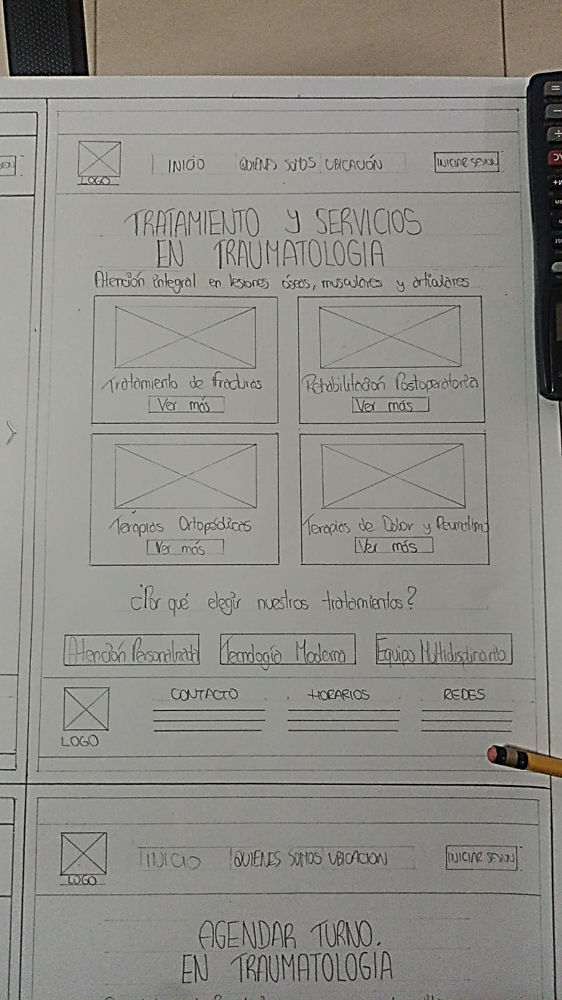 INICIO QUIENES SOMOS UBICACIÓN INICIAR SESION
LOGO
TRATAMIENTO Y SERVICIOS
EN TRAUMATOLOGIA
Atención integral en lesiones óseas, musculares y articulares
Tratamiento de fracturas
Ver más
Rehabilitación Postoperatoria
Ver más
Terapias Ortopédicas
Ver más
Terapias de Dolor y
Ver más
¿Por qué elegir nuestros tratamientos?
Atención Personalizada Tecnología Moderna Equipo
CONTACTO HORARIOS REDES
LOGO
INICIO QUIENES SOMOS UBICACION INICIAR SESION
LOGO
AGENDAR TURNO.
EN TRAUMATOLOGIA